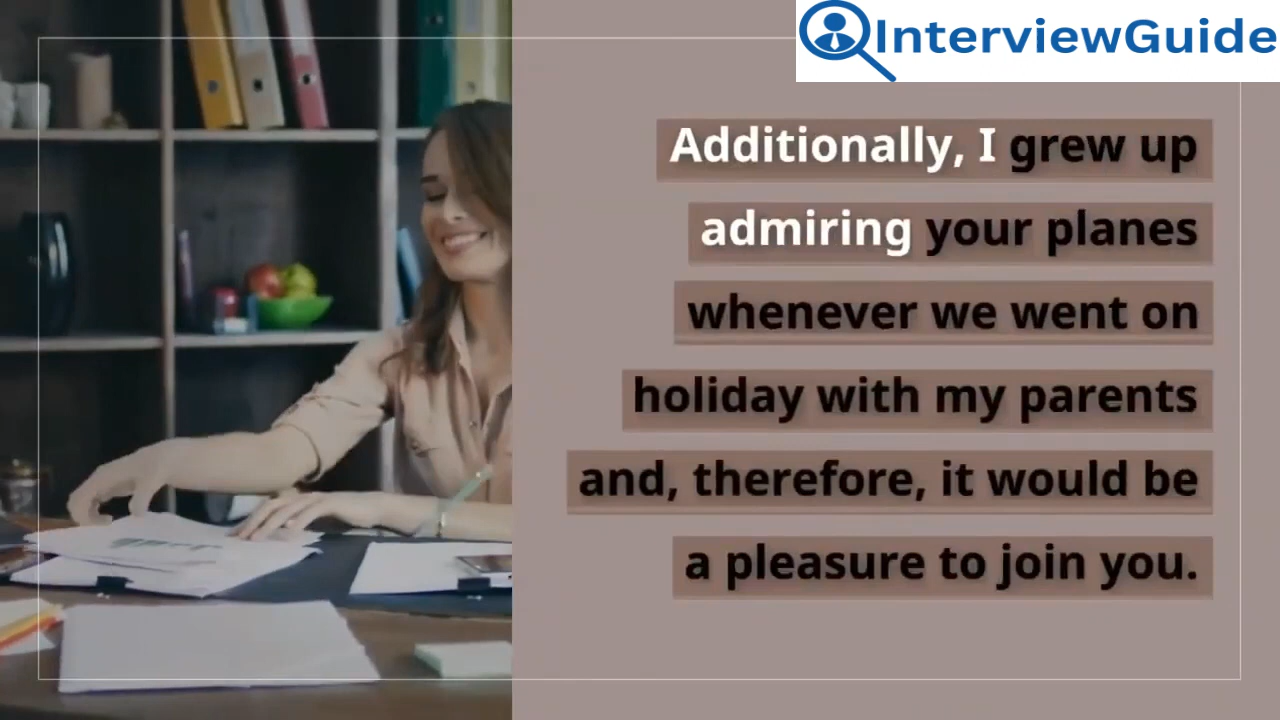 InterviewGuide
Additionally, I grew up
admiring your planes
whenever we went on
holiday with my parents
and, therefore, it would be
a pleasure to join you.